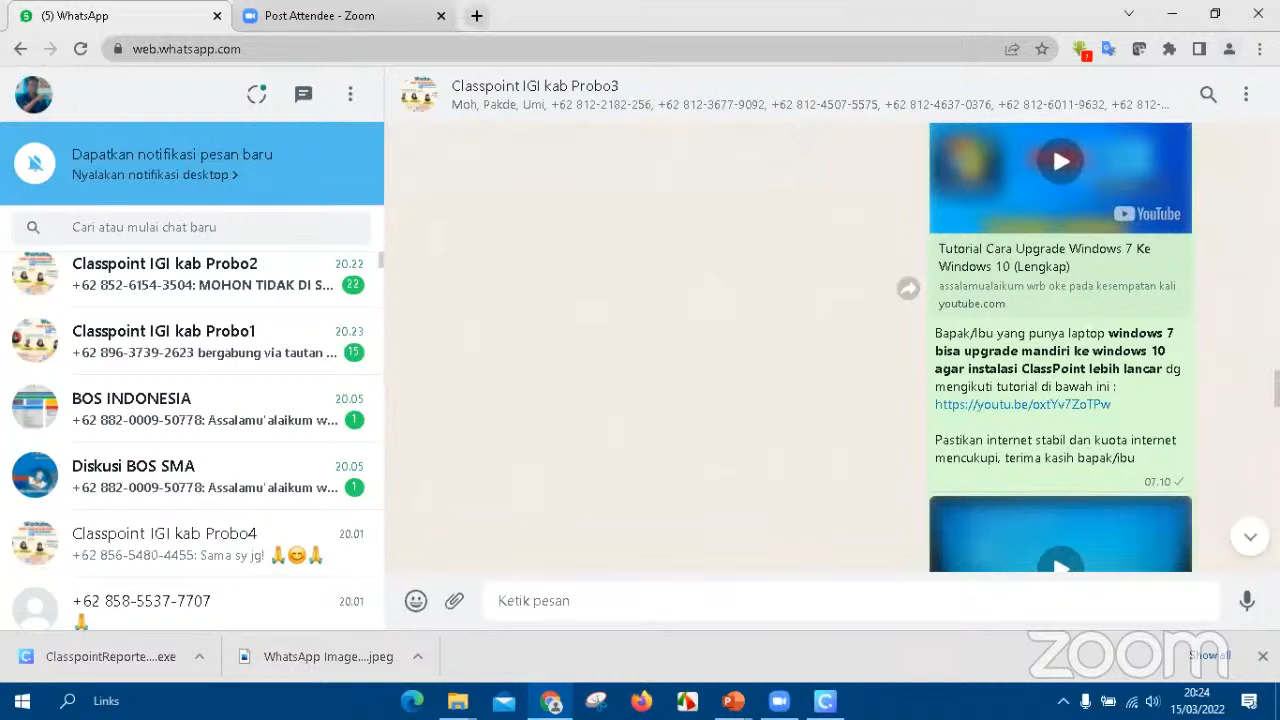 5 (5) WhatsApp
Post Attendee - Zoom
web.whatsapp.com
?
Classpoint IGI kab Probo3
Moh, Pakde, Umi, +62 812-2182-256, +62 812-3677-9092, +62 812-4507-5575, +62 812-4637-0376, +62 812-6011-9632, +62 812-...
Dapatkan notifikasi pesan baru
Nyalakan notifikasi desktop >
Cari atau mulai chat baru
Classpoint IGI kab Probo2 20.22
+62 852-6154-3504: MOHON TIDAK DI S... 22
Classpoint IGI kab Probo1 20.23
+62 896-3739-2623 bergabung via tautan ... 15
BOS INDONESIA 20.05
+62 882-0009-50778: Assalamu'alaikum w... 1
Diskusi BOS SMA 20.05
+62 882-0009-50778: Assalamu'alaikum w... 1
Classpoint IGI kab Probo4 20.01
+62 856-5480-4455: Sama sy jg! 🙏😊🙏
+62 858-5537-7707 20.01
🙏
YouTube
Tutorial Cara Upgrade Windows 7 Ke
Windows 10 (Lengkap)
assalamualaikum wrb oke pada kesempatan kali
youtube.com
Bapak/Ibu yang punya laptop windows 7
bisa upgrade mandiri ke windows 10
agar instalasi ClassPoint lebih lancar dg
mengikuti tutorial di bawah ini :
https://youtu.be/oxtYv7ZoTPw
Pastikan internet stabil dan kuota internet
mencukupi, terima kasih bapak/ibu
07.10
Ketik pesan
ClasspointReporte....exe
WhatsApp Image....jpeg
Show all
zoom
Links
20:24
15/03/2022